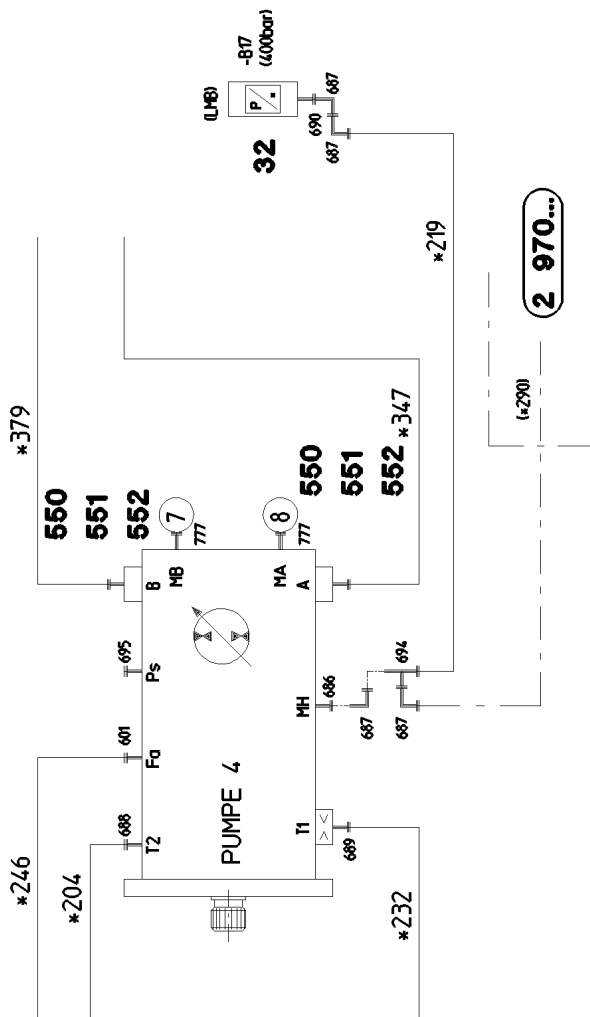 -B17
(400bar)
(LMB)
P
32
687
690
687
*219
2 970...
(*290)
*379
*347
550
551
552
550
551
552
7
777
8
777
B
MB
MA
A
695
Ps
601
Fa
688
T2
PUMPE 4
MH
686
687
694
687
T1
> <
689
*246
*204
*232